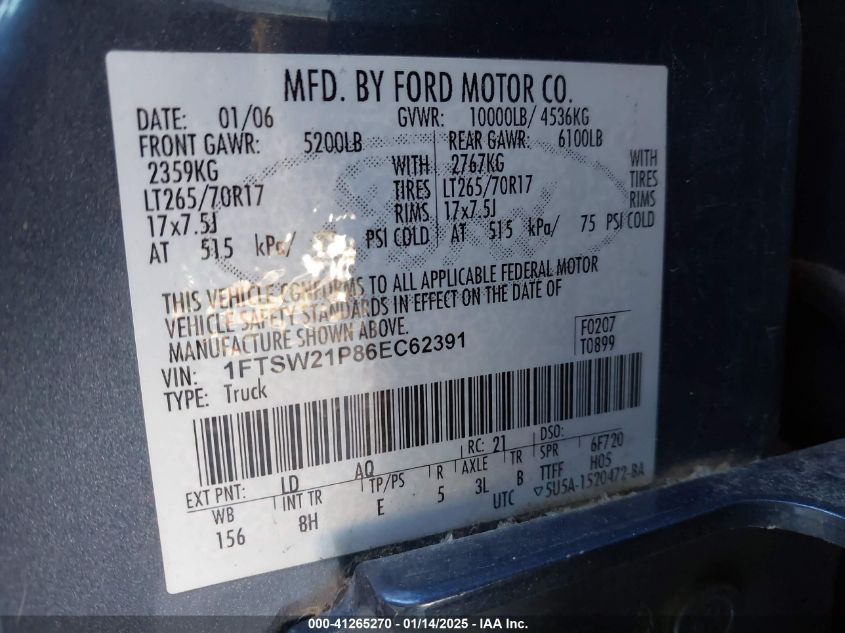 MFD. BY FORD MOTOR CO.
DATE: 01/06 GVWR: 10000LB/ 4536KG
FRONT GAWR: 5200LB REAR GAWR: 6100LB
2359KG WITH 2767KG WITH
LT265/70R17 TIRES LT265/70R17 TIRES
17x7.5J RIMS 17x7.5J RIMS
AT 515 kPa/ PSI COLD AT 515 kPa/ 75 PSI COLD
THIS VEHICLE CONFORMS TO ALL APPLICABLE FEDERAL MOTOR
VEHICLE SAFETY STANDARDS IN EFFECT ON THE DATE OF
MANUFACTURE SHOWN ABOVE.
VIN: 1FTSW21P86EC62391 F0207
TYPE: Truck T0899
EXT PNT: LD AQ RC: 21 DSO:
WB INT TR TP/PS R AXLE TR SPR 6F720
156 8H E 5 3L B TTFF H05
UTC ▽5U5A-1520472-BA
000-41265270 — 01/14/2025 — IAA Inc.